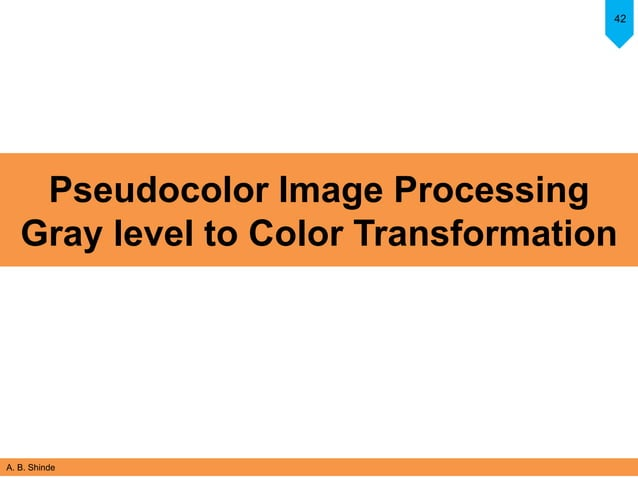 42
Pseudocolor Image Processing
Gray level to Color Transformation
A. B. Shinde